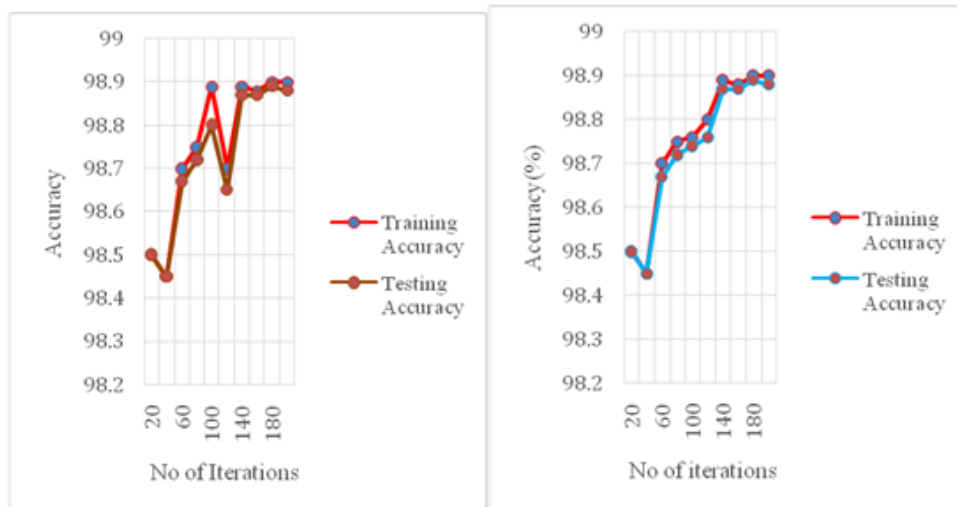 99
98.9
98.8
98.7
98.6
98.5
98.4
98.3
98.2
Accuracy
20
60
100
140
180
No of Iterations
Training
Accuracy
Testing
Accuracy
99
98.9
98.8
98.7
98.6
98.5
98.4
98.3
98.2
Accuracy (%)
20
60
100
140
180
No of iterations
Training
Accuracy
Testing
Accuracy